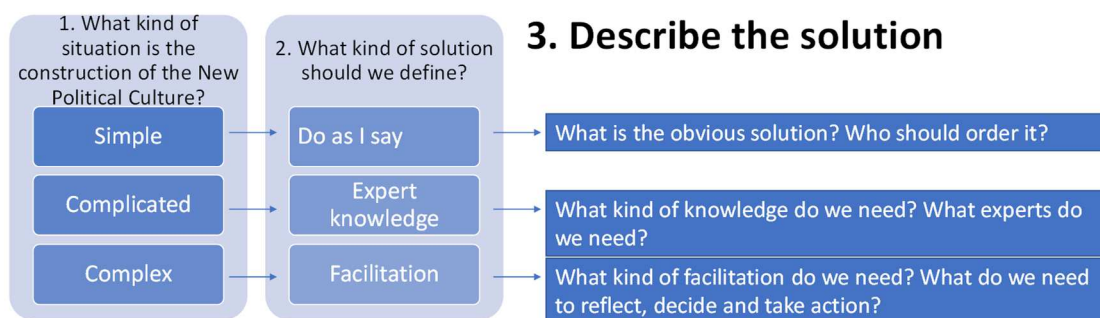 1. What kind of
situation is the
construction of the New
Political Culture?
Simple
Complicated
Complex
2. What kind of solution
should we define?
Do as I say
Expert
knowledge
Facilitation
3. Describe the solution
What is the obvious solution? Who should order it?
What kind of knowledge do we need? What experts do
we need?
What kind of facilitation do we need? What do we need
to reflect, decide and take action?